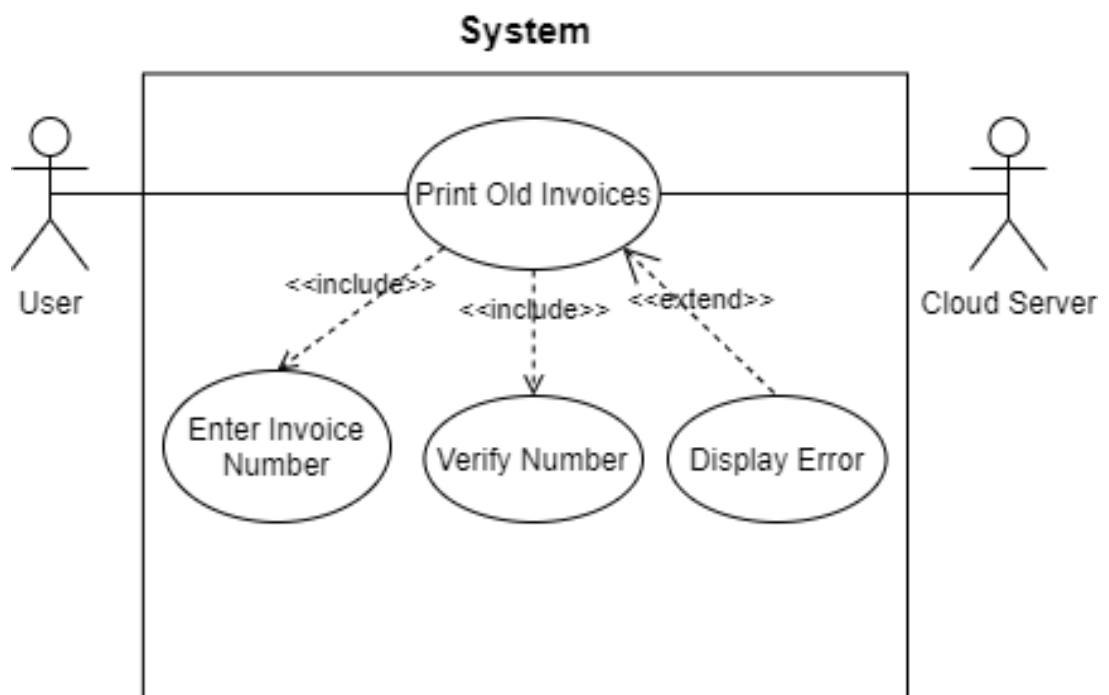 System
Print Old Invoices
<<include>>
<<include>>
<<extend>>
User
Cloud Server
Enter Invoice
Number
Verify Number
Display Error